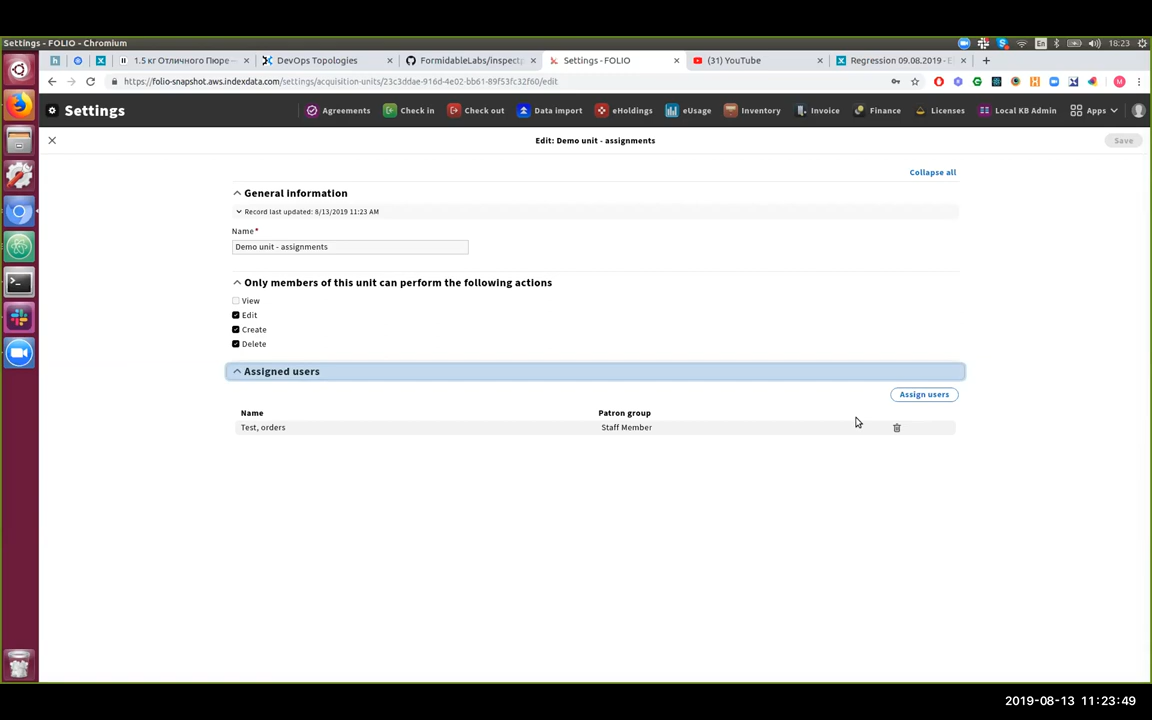 Settings - FOLIO - Chromium
En
18:23
1.5 кг Отличного Пюре -
DevOps Topologies
FormidableLabs/inspectp
Settings - FOLIO
(31) YouTube
Regression 09.08.2019 - E
https://folio-snapshot.aws.indexdata.com/settings/acquisition-units/23c3ddae-916d-4e02-bb61-89f53fc32f60/edit
Settings
Agreements
Check in
Check out
Data import
eHoldings
eUsage
Inventory
Invoice
Finance
Licenses
Local KB Admin
Apps
Edit: Demo unit - assignments
Save
Collapse all
General information
Record last updated: 8/13/2019 11:23 AM
Name*
Demo unit - assignments
Only members of this unit can perform the following actions
View
Edit
Create
Delete
Assigned users
Assign users
Name Patron group
Test, orders Staff Member
2019-08-13 11:23:49